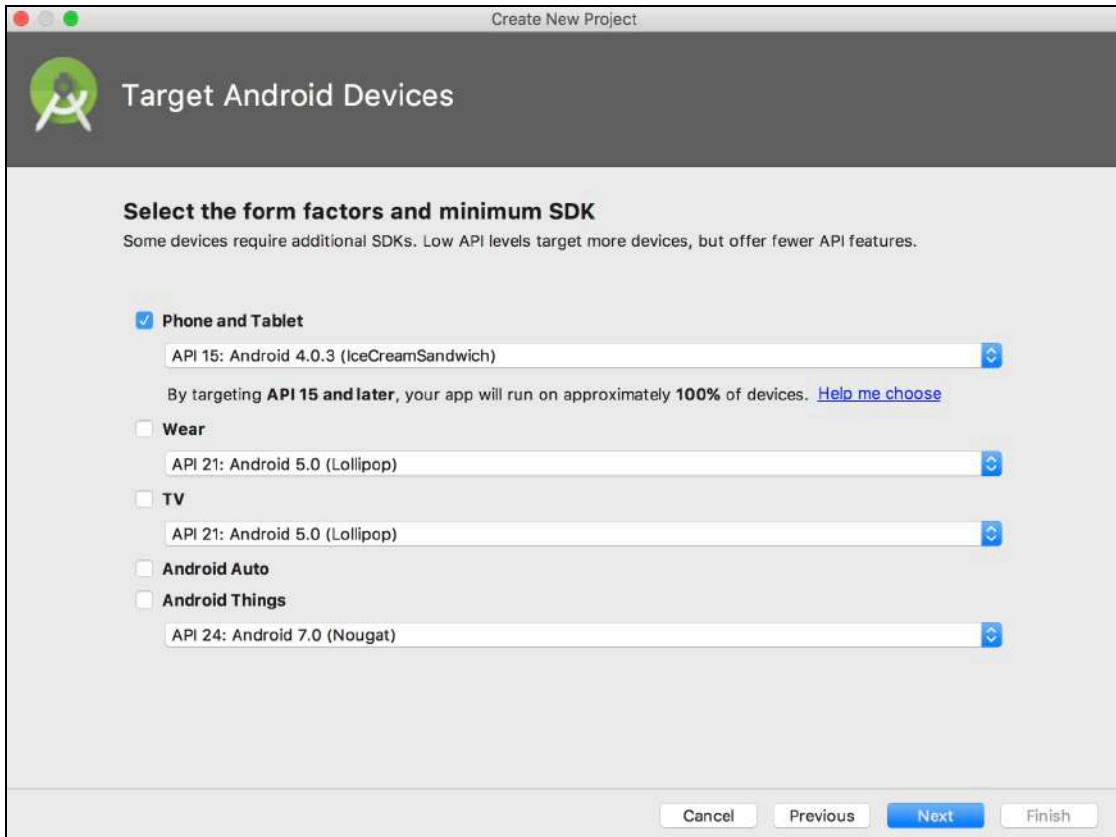 Create New Project
Target Android Devices
Select the form factors and minimum SDK
Some devices require additional SDKs. Low API levels target more devices, but offer fewer API features.
Phone and Tablet
API 15: Android 4.0.3 (IceCreamSandwich)
By targeting API 15 and later, your app will run on approximately 100% of devices. Help me choose
Wear
API 21: Android 5.0 (Lollipop)
TV
API 21: Android 5.0 (Lollipop)
Android Auto
Android Things
API 24: Android 7.0 (Nougat)
Cancel Previous Next Finish